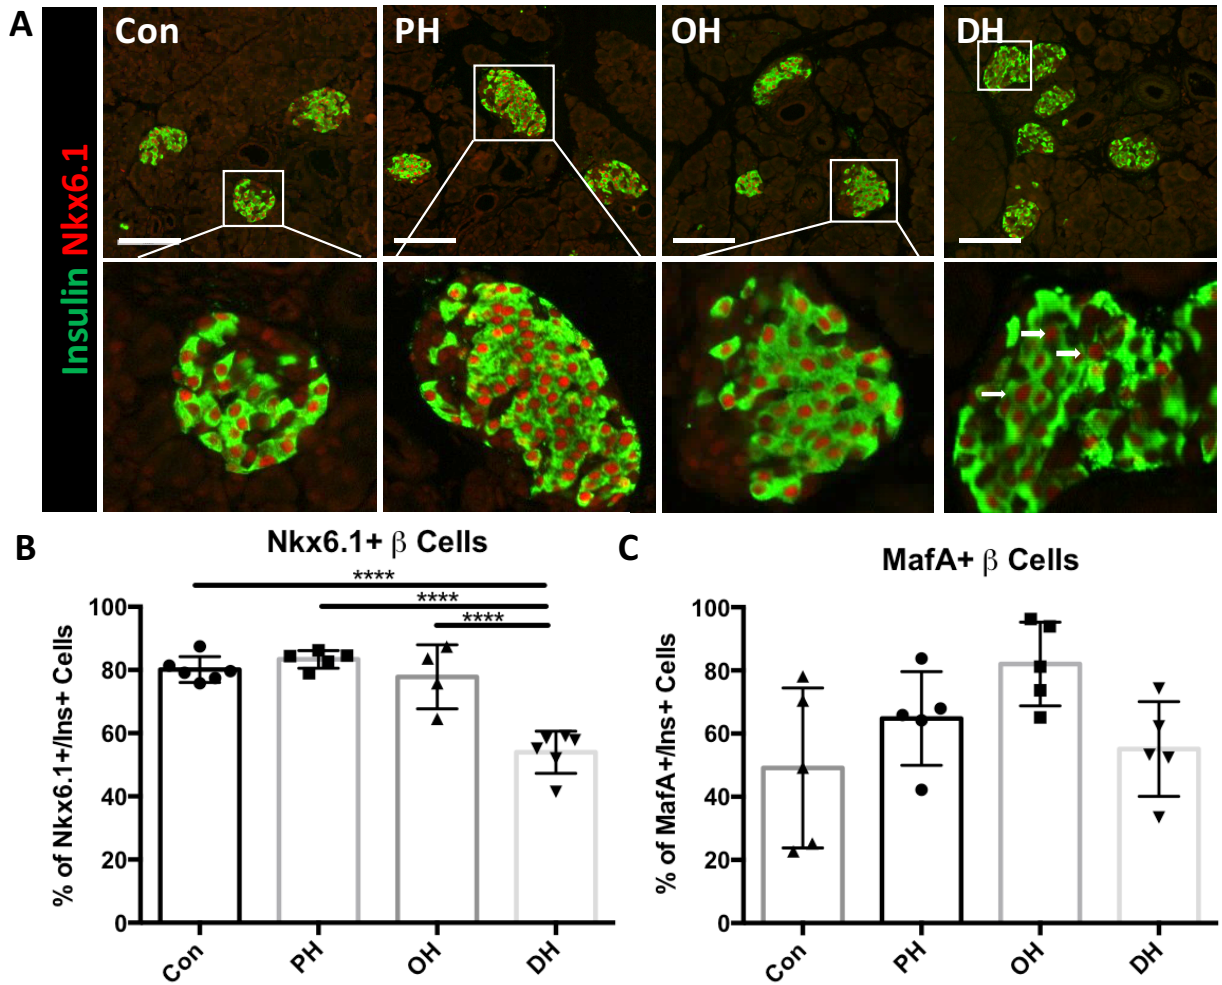 A
Insulin Nkx6.1
Con
PH
OH
DH
B
Nkx6.1+ β Cells
****
****
****
% of Nkx6.1+/Ins+ Cells
100
80
60
40
20
0
Con
PH
OH
DH
C
MafA+ β Cells
% of MafA+/Ins+ Cells
100
80
60
40
20
0
Con
PH
OH
DH